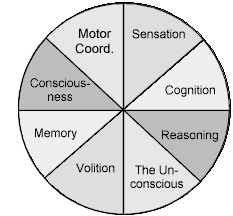 Motor
Coord.
Sensation
Cognition
Reasoning
The Un-
conscious
Volition
Memory
Conscious-
ness